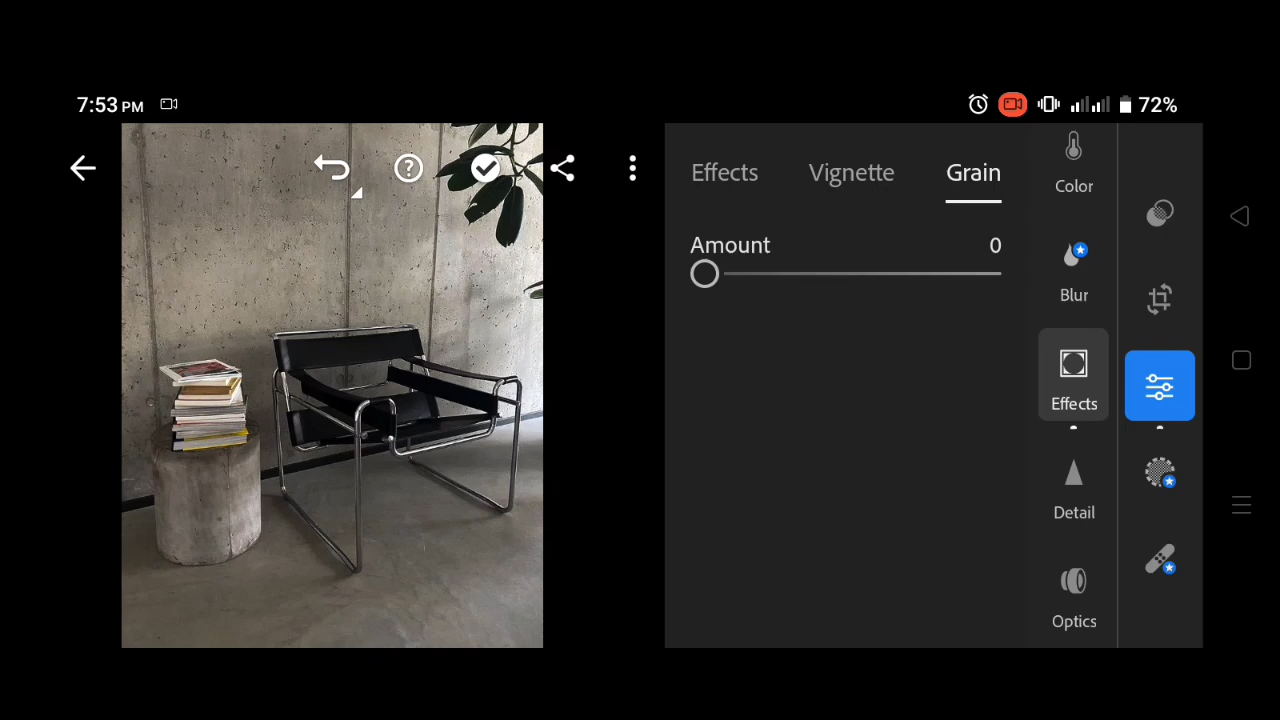 7:53 PM
72%
Effects Vignette Grain
Amount 0
Color
Blur
Effects
Detail
Optics